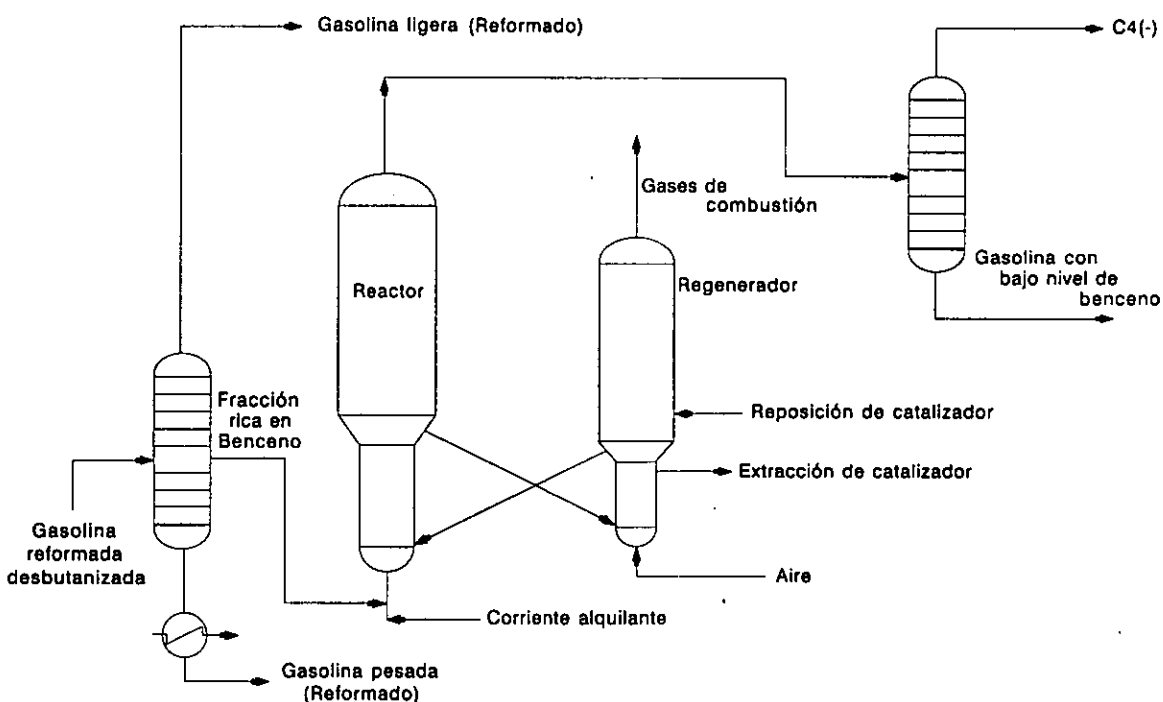 Gasolina ligera (Reformado)
C4(-)
Gases de
combustión
Gasolina con
bajo nivel de
benceno
Reactor
Regenerador
Fracción
rica en
Benceno
Reposición de catalizador
Extracción de catalizador
Gasolina
reformada
desbutanizada
Aire
Corriente alquilante
Gasolina pesada
(Reformado)